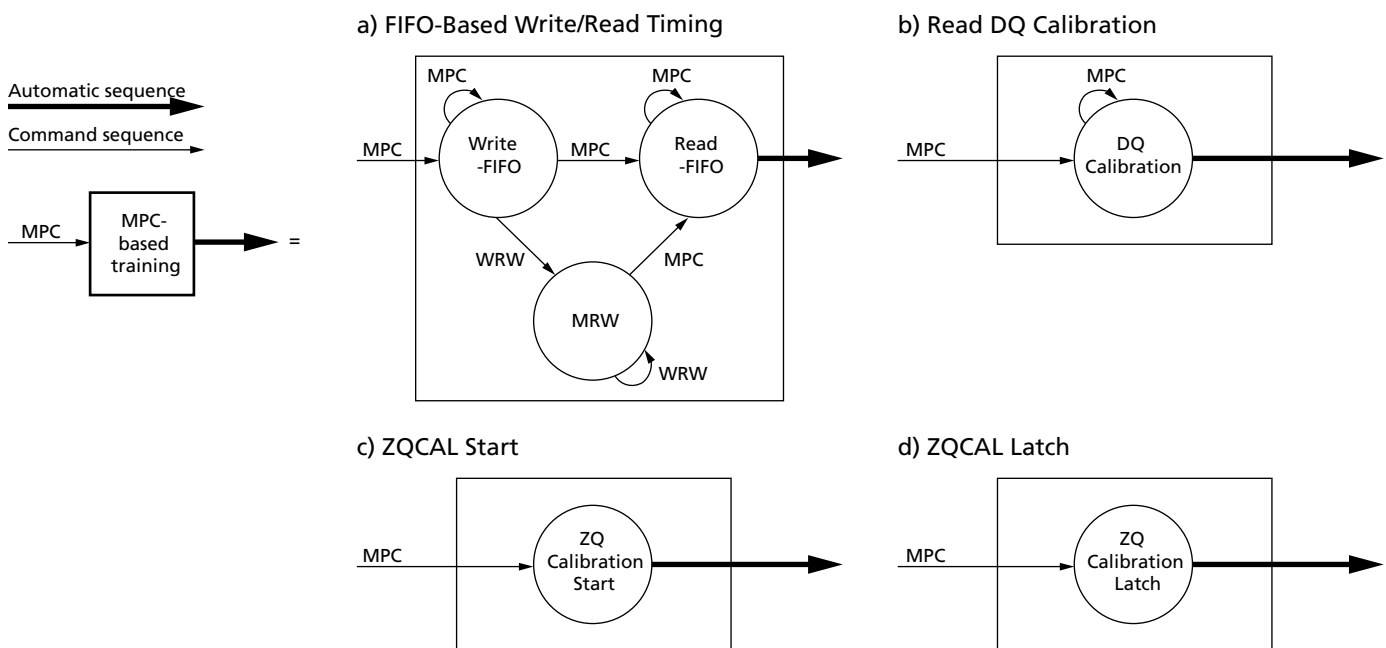 a) FIFO-Based Write/Read Timing
b) Read DQ Calibration
Automatic sequence
Command sequence
MPC
MPC-
based
training
=
MPC
MPC
Write
-FIFO
MPC
MPC
Read
-FIFO
WRW
MPC
MRW
WRW
MPC
MPC
DQ
Calibration
c) ZQCAL Start
d) ZQCAL Latch
MPC
ZQ
Calibration
Start
MPC
ZQ
Calibration
Latch